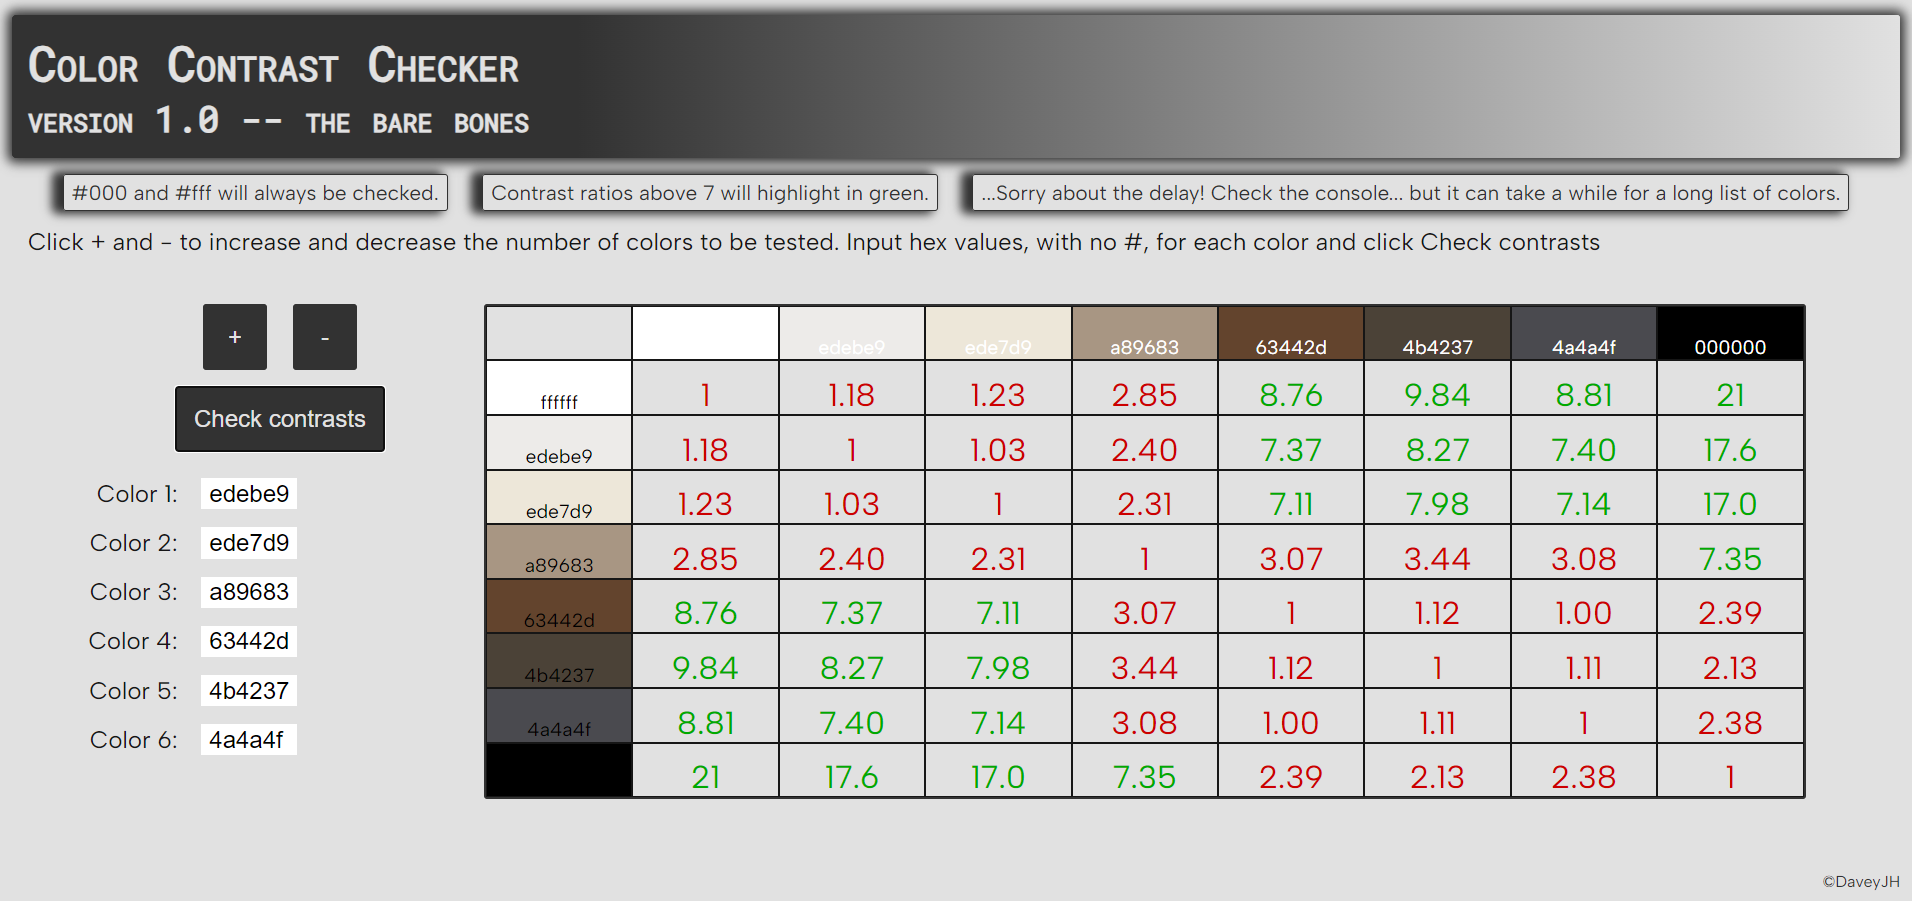 Color Contrast Checker
version 1.0 -- the bare bones
#000 and #fff will always be checked.
Contrast ratios above 7 will highlight in green.
...Sorry about the delay! Check the console... but it can take a while for a long list of colors.
Click + and - to increase and decrease the number of colors to be tested. Input hex values, with no #, for each color and click Check contrasts
+ -
Check contrasts
Color 1: edebe9
Color 2: ede7d9
Color 3: a89683
Color 4: 63442d
Color 5: 4b4237
Color 6: 4a4a4f
edebe9 ede7d9 a89683 63442d 4b4237 4a4a4f 000000
ffffff 1 1.18 1.23 2.85 8.76 9.84 8.81 21
edebe9 1.18 1 1.03 2.40 7.37 8.27 7.40 17.6
ede7d9 1.23 1.03 1 2.31 7.11 7.98 7.14 17.0
a89683 2.85 2.40 2.31 1 3.07 3.44 3.08 7.35
63442d 8.76 7.37 7.11 3.07 1 1.12 1.00 2.39
4b4237 9.84 8.27 7.98 3.44 1.12 1 1.11 2.13
4a4a4f 8.81 7.40 7.14 3.08 1.00 1.11 1 2.38
21 17.6 17.0 7.35 2.39 2.13 2.38 1
©DaveyJH